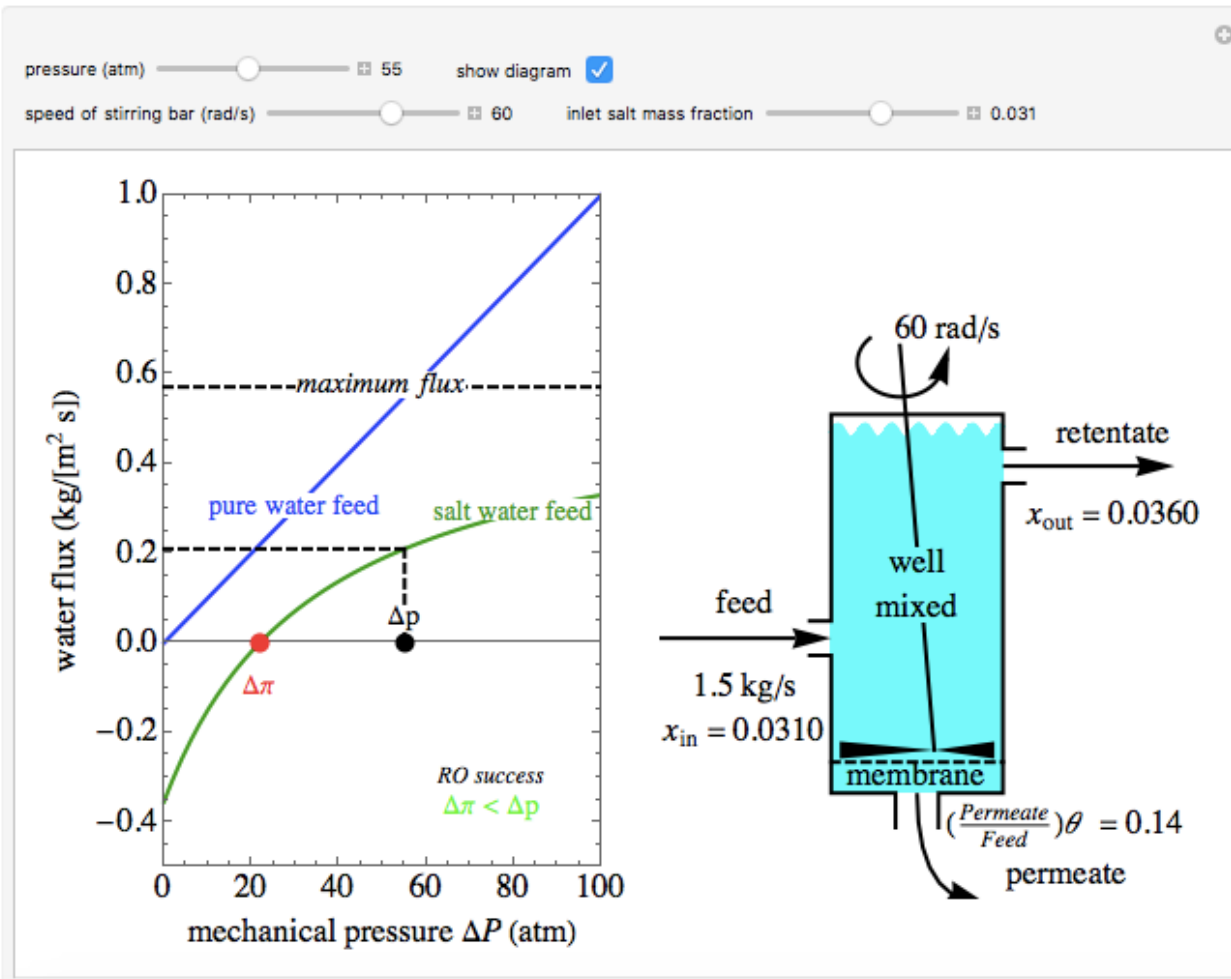 pressure (atm) 55 show diagram
speed of stirring bar (rad/s) 60 inlet salt mass fraction 0.031
1.0
0.8
0.6
0.4
0.2
0.0
−0.2
−0.4
water flux (kg/[m² s])
maximum flux
pure water feed
salt water feed
Δp
Δπ
RO success
Δπ < Δp
0 20 40 60 80 100
mechanical pressure ΔP (atm)
60 rad/s
retentate
x_out = 0.0360
well
mixed
feed
1.5 kg/s
x_in = 0.0310
membrane
(Permeate/Feed)θ = 0.14
permeate